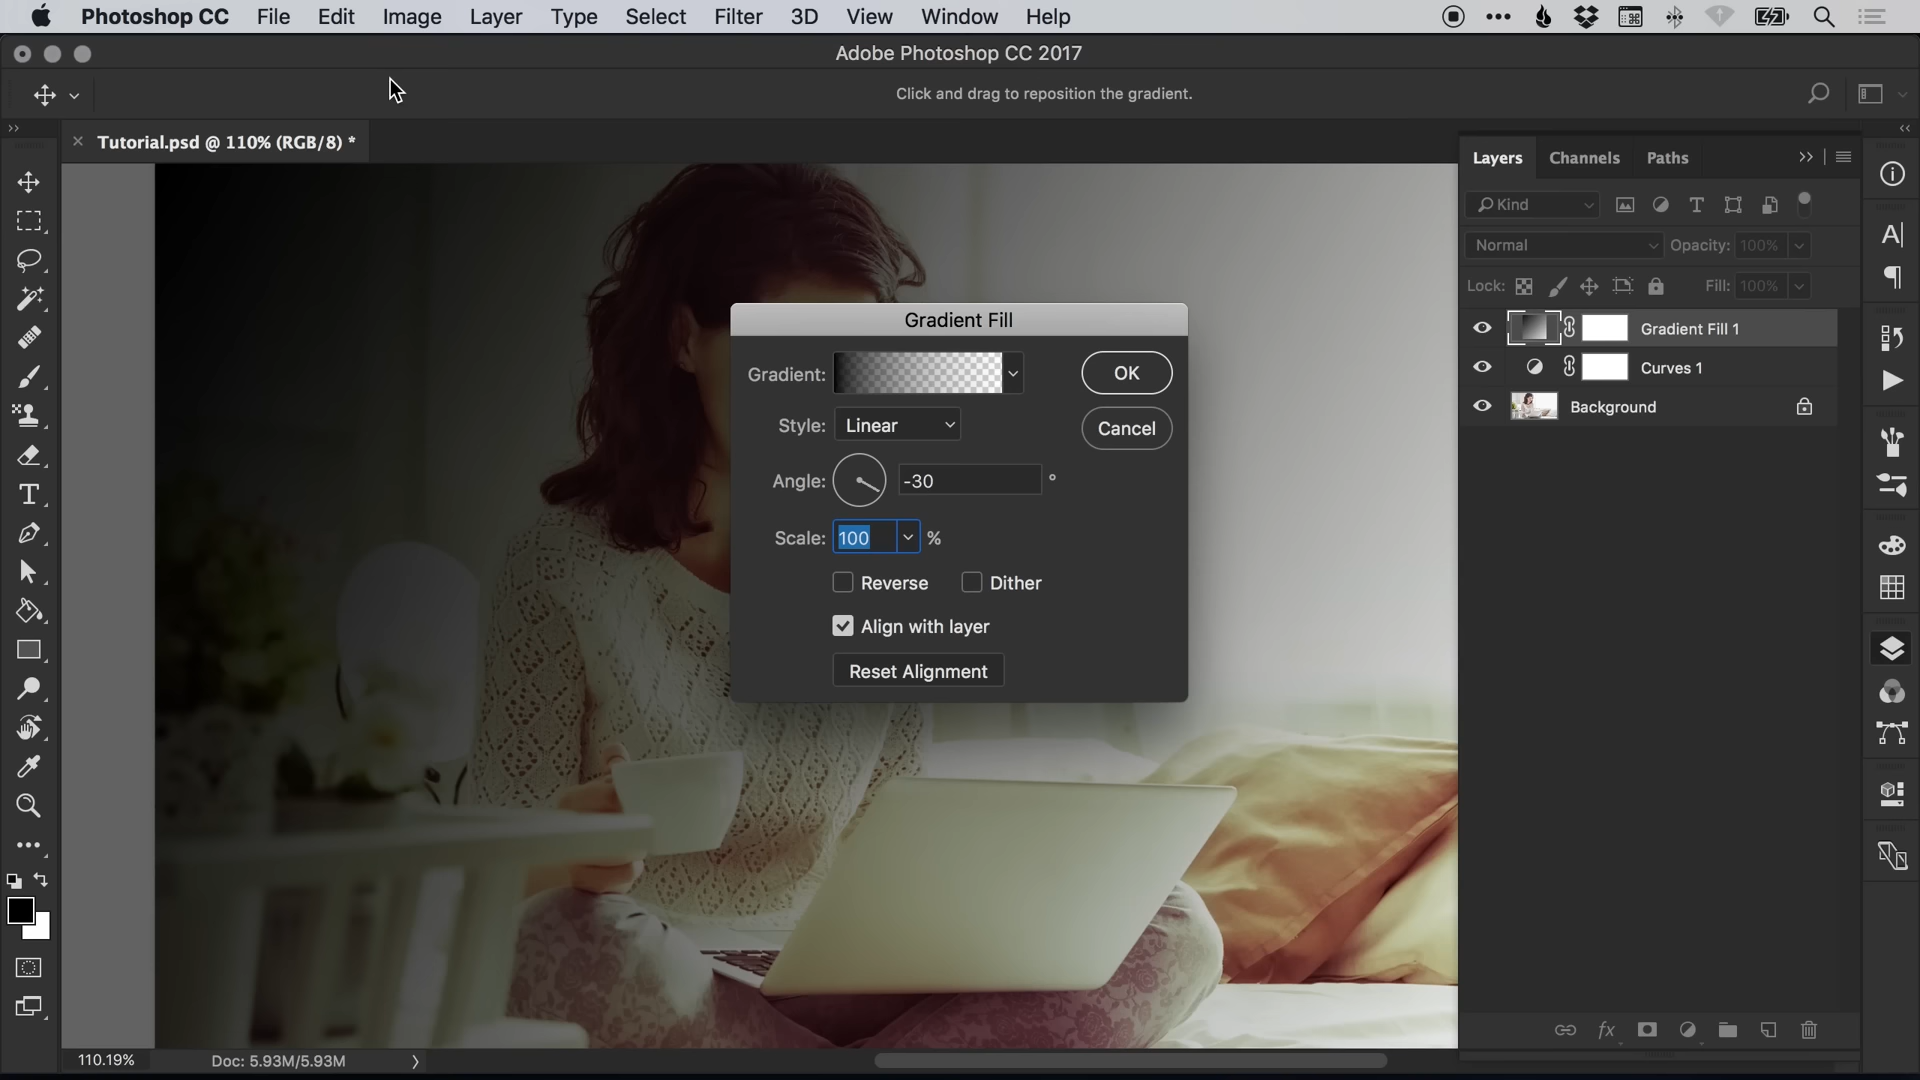 Photoshop CC File Edit Image Layer Type Select Filter 3D View Window Help
Adobe Photoshop CC 2017
Click and drag to reposition the gradient.
Tutorial.psd @ 110% (RGB/8) *
Layers Channels Paths
Kind
Normal Opacity: 100%
Lock: Fill: 100%
Gradient Fill 1
Curves 1
Background
Gradient Fill
Gradient: OK
Style: Linear Cancel
Angle: -30 °
Scale: 100 %
Reverse Dither
Align with layer
Reset Alignment
110.19% Doc: 5.93M/5.93M